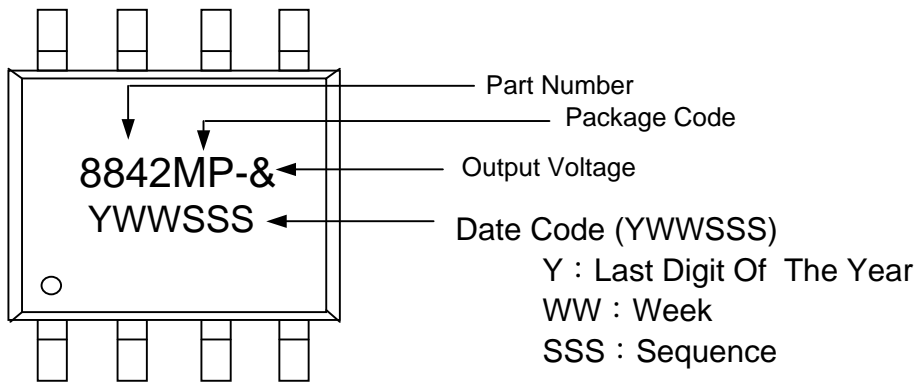 Part Number
Package Code
8842MP-&
Output Voltage
YWWSSS
Date Code (YWWSSS)
Y：Last Digit Of The Year
WW：Week
SSS：Sequence